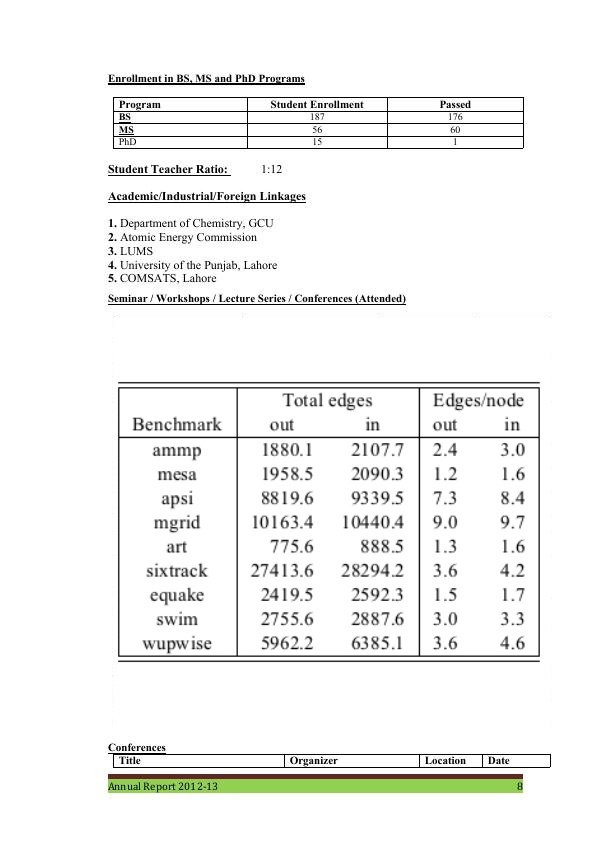 Enrollment in BS, MS and PhD Programs
Program Student Enrollment Passed
BS 187 176
MS 56 60
PhD 15 1
Student Teacher Ratio: 1:12
Academic/Industrial/Foreign Linkages
1. Department of Chemistry, GCU
2. Atomic Energy Commission
3. LUMS
4. University of the Punjab, Lahore
5. COMSATS, Lahore
Seminar / Workshops / Lecture Series / Conferences (Attended)
Total edges Edges/node
Benchmark out in out in
ammp 1880.1 2107.7 2.4 3.0
mesa 1958.5 2090.3 1.2 1.6
apsi 8819.6 9339.5 7.3 8.4
mgrid 10163.4 10440.4 9.0 9.7
art 775.6 888.5 1.3 1.6
sixtrack 27413.6 28294.2 3.6 4.2
equake 2419.5 2592.3 1.5 1.7
swim 2755.6 2887.6 3.0 3.3
wupwise 5962.2 6385.1 3.6 4.6
Conferences
Title Organizer Location Date
Annual Report 2012-13 8